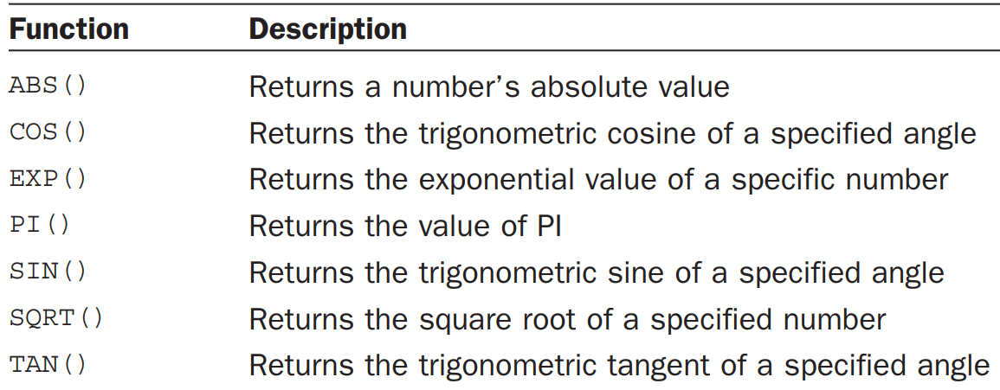 Function Description
ABS() Returns a number’s absolute value
COS() Returns the trigonometric cosine of a specified angle
EXP() Returns the exponential value of a specific number
PI() Returns the value of PI
SIN() Returns the trigonometric sine of a specified angle
SQRT() Returns the square root of a specified number
TAN() Returns the trigonometric tangent of a specified angle